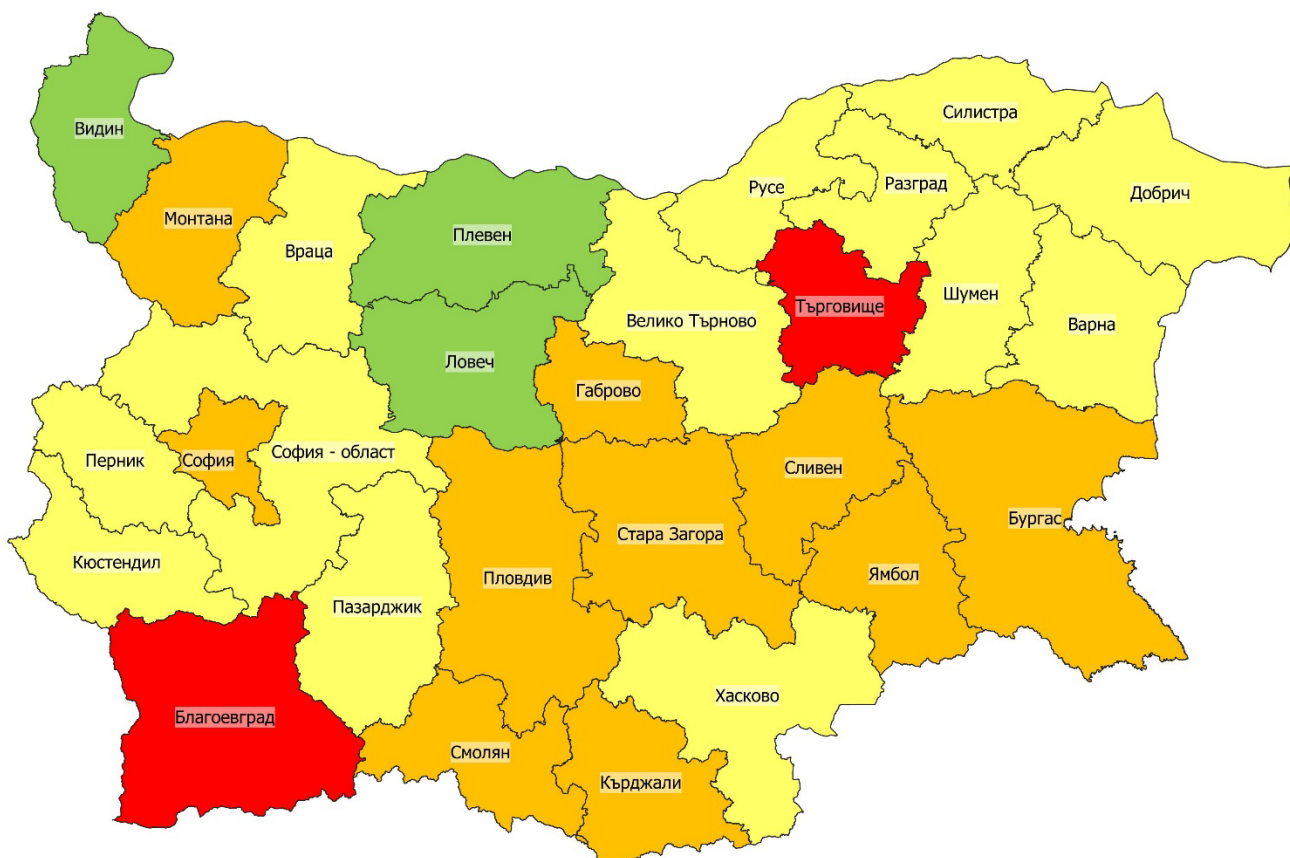 Силистра
Видин
Русе
Разград
Добрич
Монтана
Плевен
Враца
Шумен
Търговище
Велико Търново
Варна
Ловеч
Габрово
София - област
Перник
София
Сливен
Бургас
Стара Загора
Кюстендил
Ямбол
Пловдив
Пазарджик
Хасково
Благоевград
Смолян
Кърджали